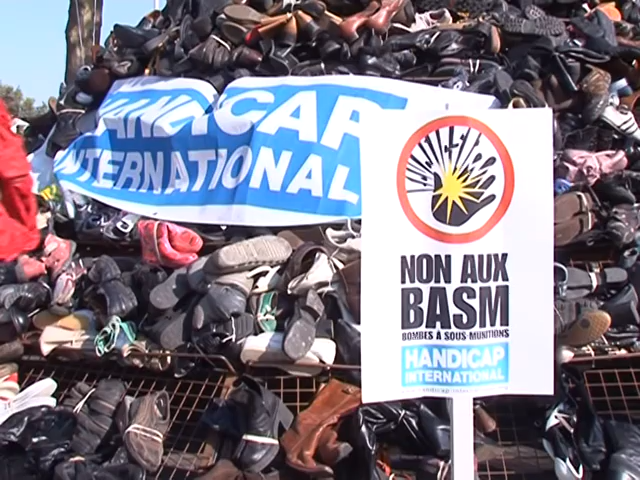 HANDICAP
INTERNATIONAL
NON AUX
BASM
BOMBES À SOUS-MUNITIONS
HANDICAP
INTERNATIONAL